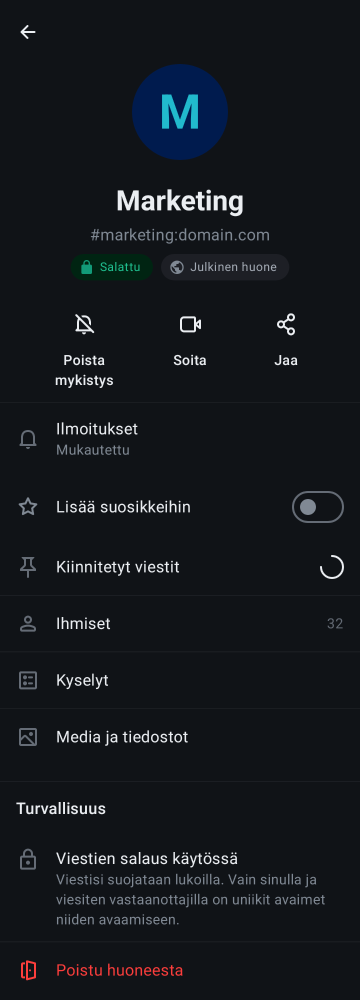 M
Marketing
#marketing:domain.com
Salattu
Julkinen huone
Poista
mykistys
Soita
Jaa
Ilmoitukset
Mukautettu
Lisää suosikkeihin
Kiinnitetyt viestit
Ihmiset 32
Kyselyt
Media ja tiedostot
Turvallisuus
Viestien salaus käytössä
Viestisi suojataan lukoilla. Vain sinulla ja
viesiten vastaanottajilla on uniikit avaimet
niiden avaamiseen.
Poistu huoneesta